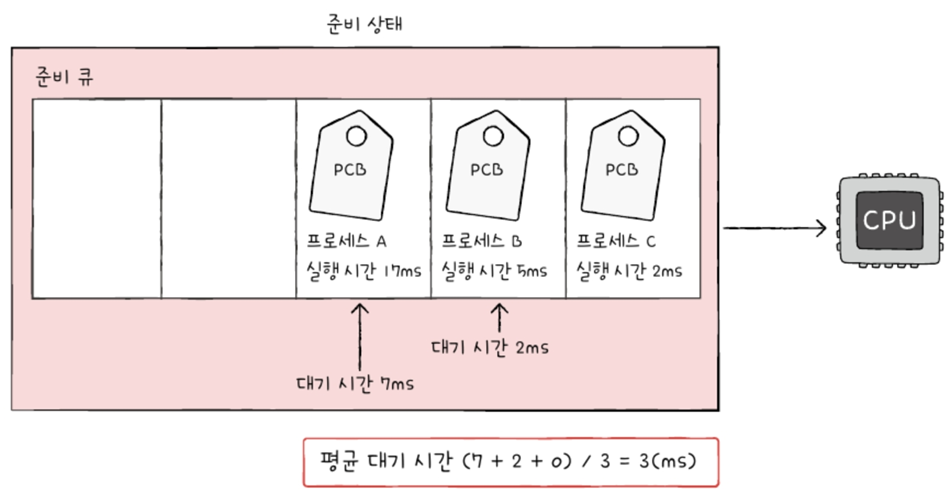 준비 상태
준비 큐
PCB
PCB
PCB
프로세스 A
실행 시간 17ms
프로세스 B
실행 시간 5ms
프로세스 C
실행 시간 2ms
CPU
대기 시간 2ms
대기 시간 7ms
평균 대기 시간 (7 + 2 + 0) / 3 = 3(ms)